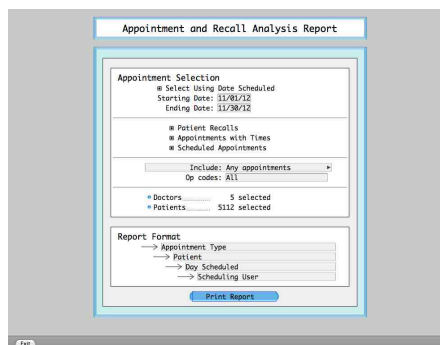 Appointment and Recall Analysis Report
Appointment Selection
Select Using Date Scheduled
Starting Date: 11/01/12
Ending Date: 11/30/12
Patient Recalls
Appointments with Times
Scheduled Appointments
Include: Any appointments
Op codes: All
Doctors 5 selected
Patients 5112 selected
Report Format
Appointment Type
Patient
Day Scheduled
Scheduling User
Print Report
Exit